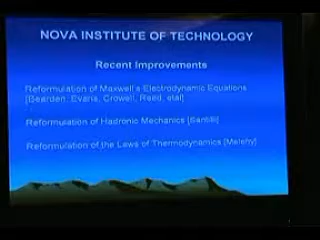 NOVA INSTITUTE OF TECHNOLOGY
Recent Improvements
Reformulation of Maxwell's Electrodynamic Equations
[Bearden, Evans, Crowell, Reed, etal]
Reformulation of Hadronic Mechanics [Santilli]
Reformulation of the Laws of Thermodynamics [Maleny]